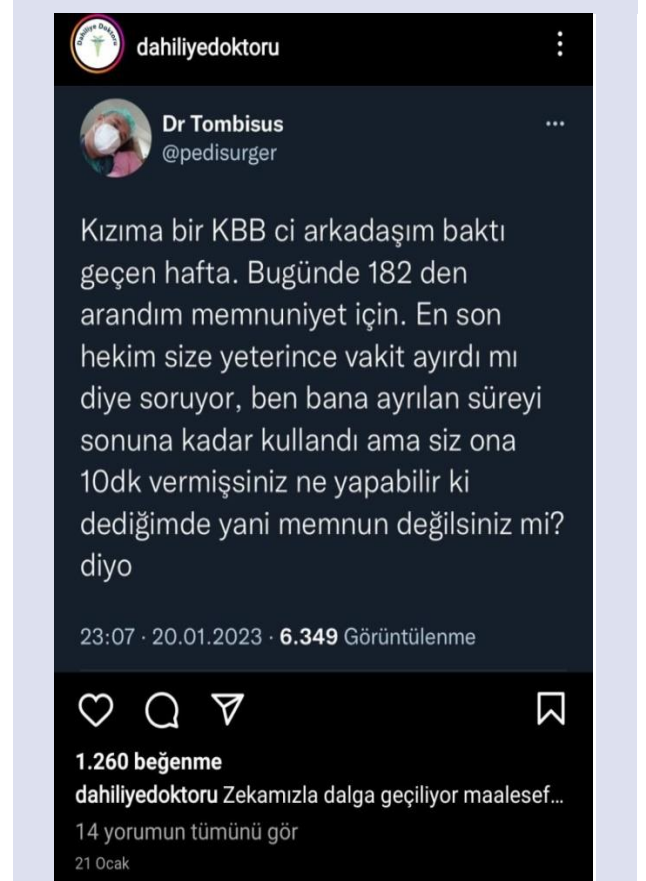 Dahiliye Doktoru
dahiliyedoktoru
Dr Tombisus
@pedisurger
Kızıma bir KBB ci arkadaşım baktı
geçen hafta. Bugünde 182 den
arandım memnuniyet için. En son
hekim size yeterince vakit ayırdı mı
diye soruyor, ben bana ayrılan süreyi
sonuna kadar kullandı ama siz ona
10dk vermişsiniz ne yapabilir ki
dediğimde yani memnun değilsiniz mi?
diyo
23:07 · 20.01.2023 · 6.349 Görüntülenme
1.260 beğenme
dahiliyedoktoru Zekamızla dalga geçiliyor maalesef...
14 yorumun tümünü gör
21 Ocak